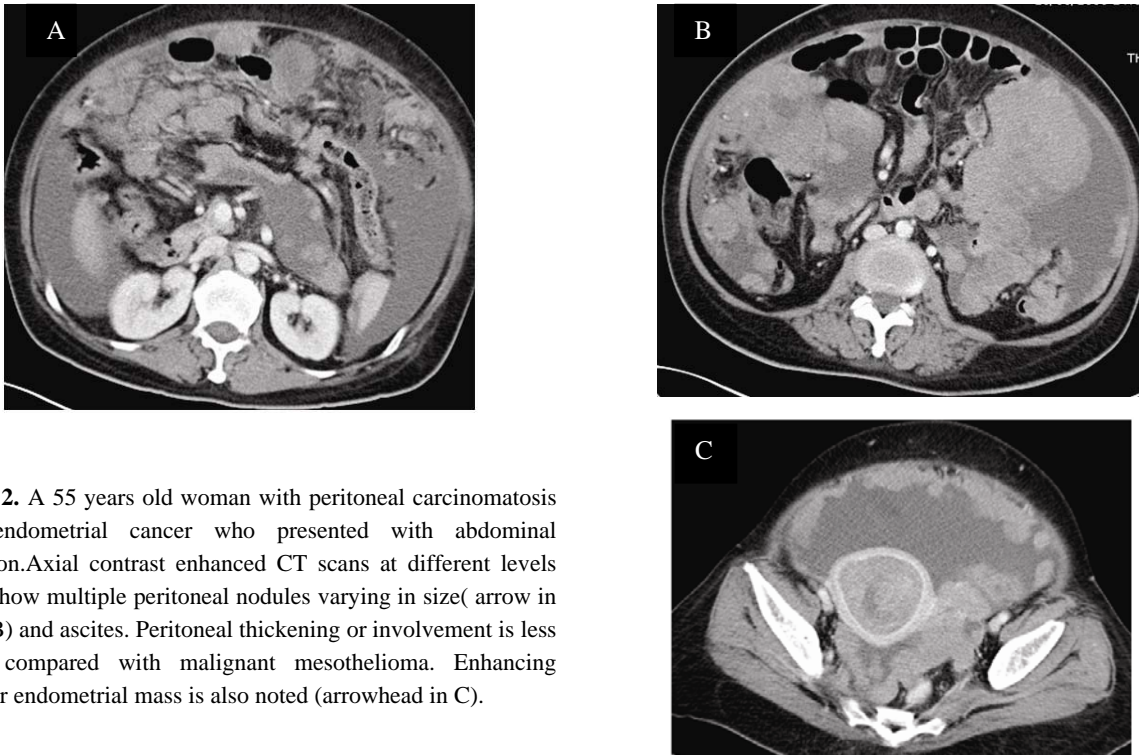 A
B
TH
C
2. A 55 years old woman with peritoneal carcinomatosis
endometrial cancer who presented with abdominal
on.Axial contrast enhanced CT scans at different levels
how multiple peritoneal nodules varying in size( arrow in
B) and ascites. Peritoneal thickening or involvement is less
compared with malignant mesothelioma. Enhancing
r endometrial mass is also noted (arrowhead in C).